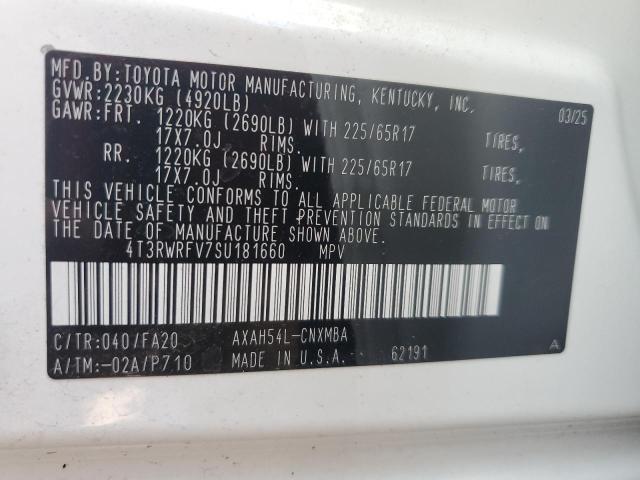 MFD.BY:TOYOTA MOTOR MANUFACTURING, KENTUCKY, INC.
GVWR:2230KG (4920LB) 03/25
GAWR:FRT. 1220KG (2690LB) WITH 225/65R17 TIRES,
17X7.0J RIMS.
RR. 1220KG (2690LB) WITH 225/65R17 TIRES,
17X7.0J RIMS.
THIS VEHICLE CONFORMS TO ALL APPLICABLE FEDERAL MOTOR
VEHICLE SAFETY AND THEFT PREVENTION STANDARDS IN EFFECT ON
THE DATE OF MANUFACTURE SHOWN ABOVE.
4T3RWRFV7SU181660 MPV
C/TR:040/FA20 AXAH54L-CNXMBA
A/TM:-02A/P710 MADE IN U.S.A. 62191 A